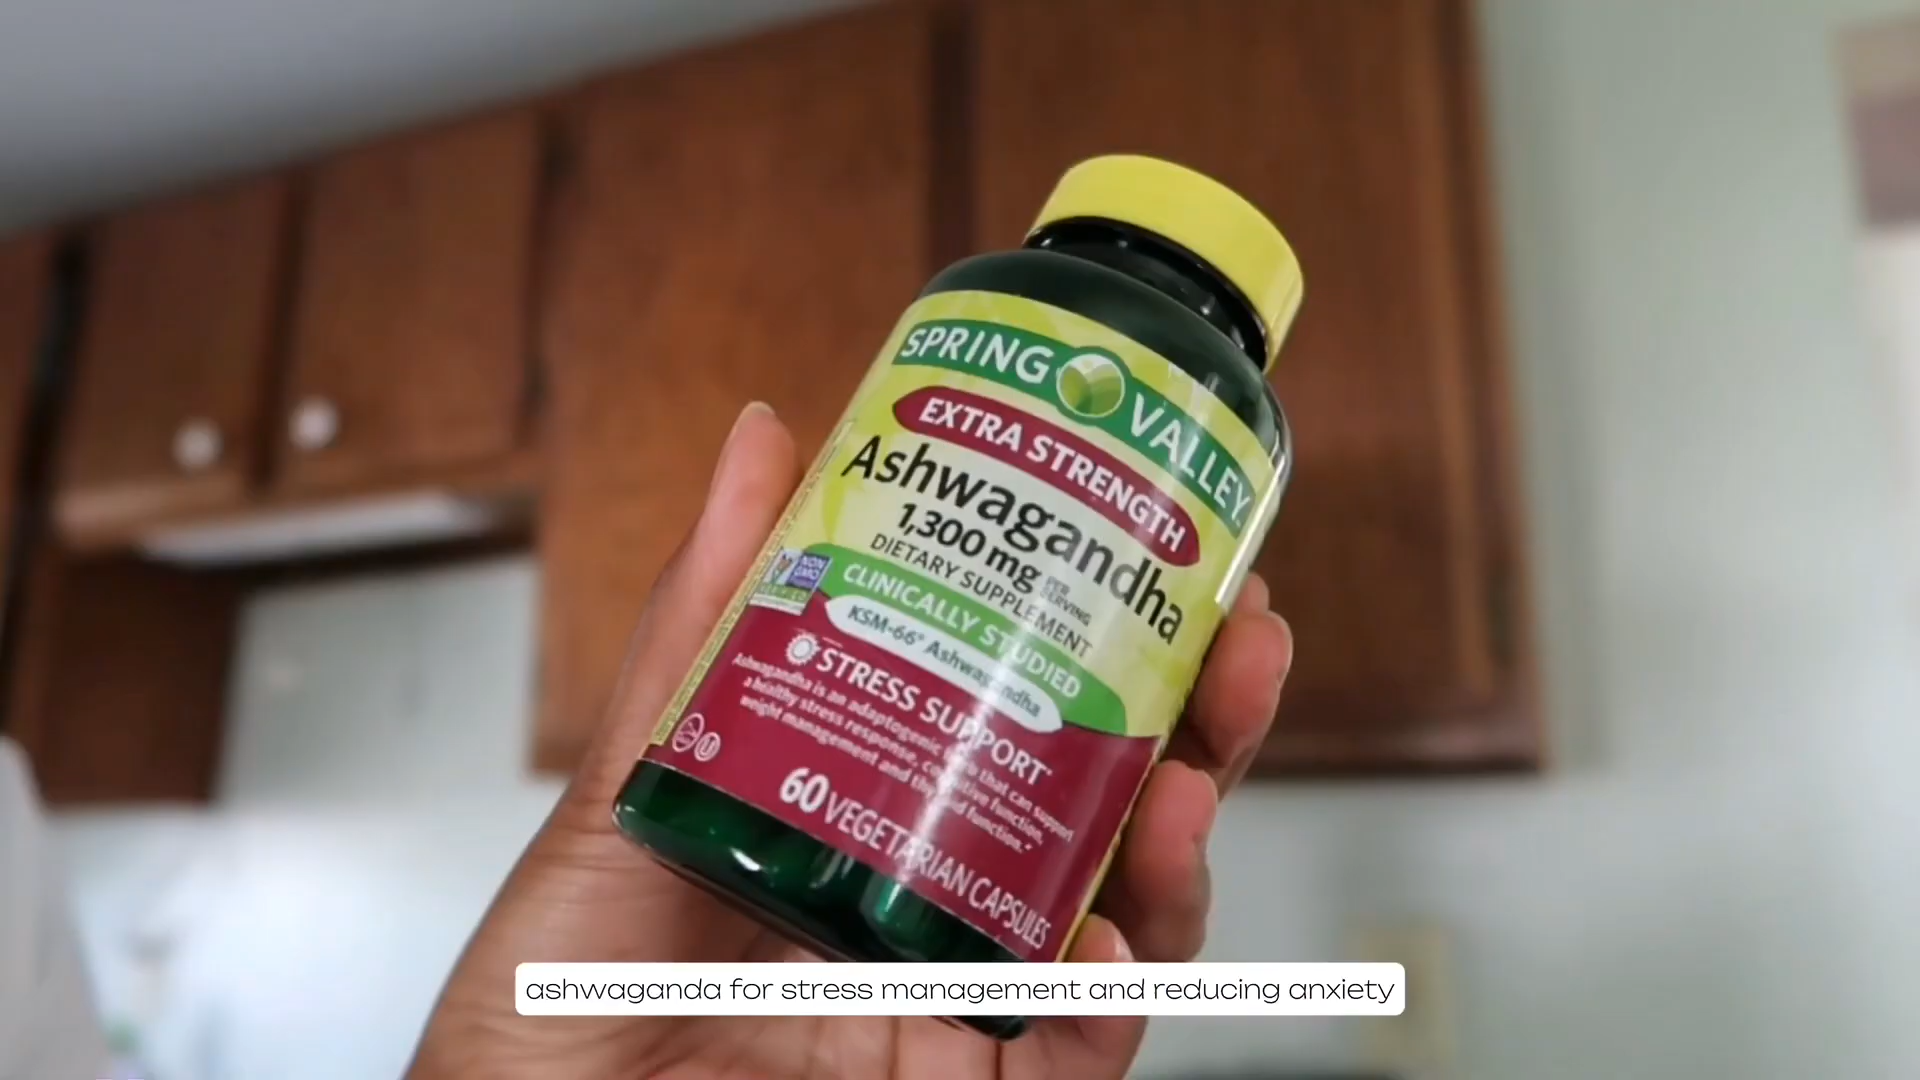 SPRING VALLEY
EXTRA STRENGTH
Ashwagandha
1,300 mg PER SERVING
DIETARY SUPPLEMENT
NON GMO
CLINICALLY STUDIED
KSM-66® Ashwagandha
STRESS SUPPORT*
Ashwagandha is an adaptogenic that can support
a healthy stress response, cognitive function,
weight management and thyroid function.*
60 VEGETARIAN CAPSULES
ashwaganda for stress management and reducing anxiety